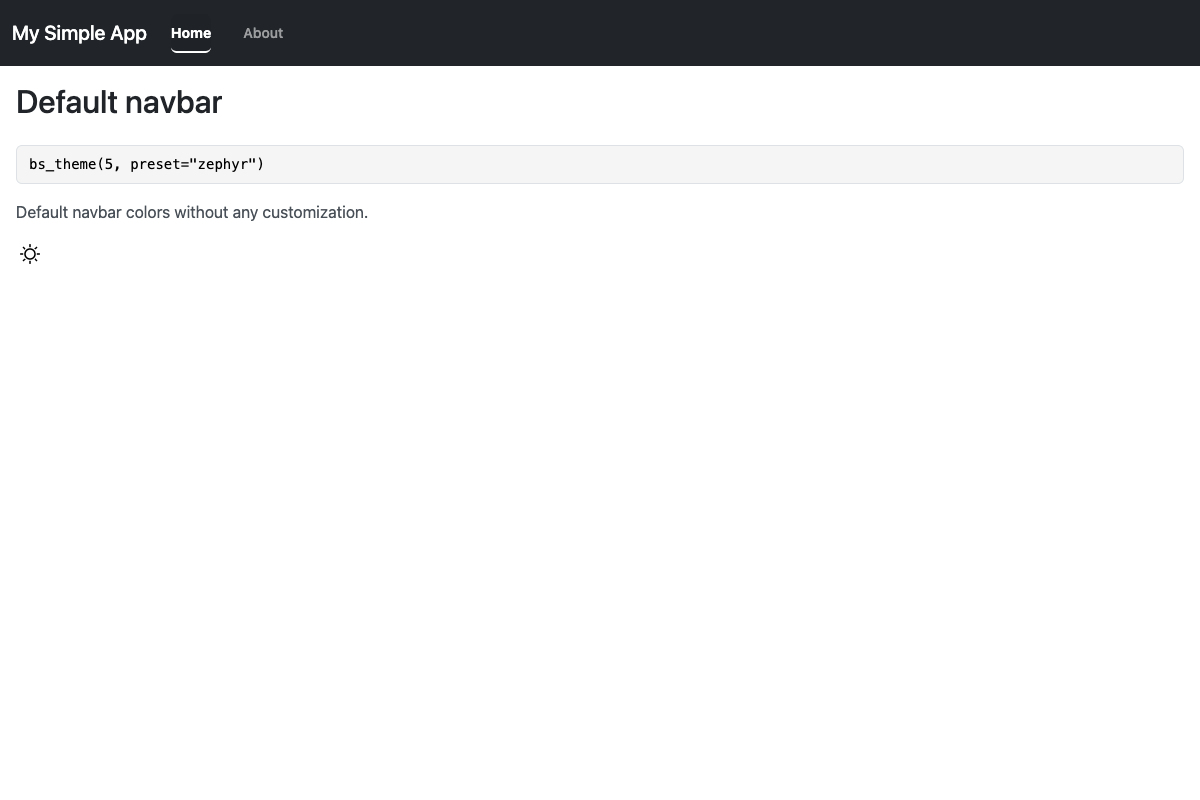 My Simple App Home About
Default navbar
bs_theme(5, preset="zephyr")
Default navbar colors without any customization.